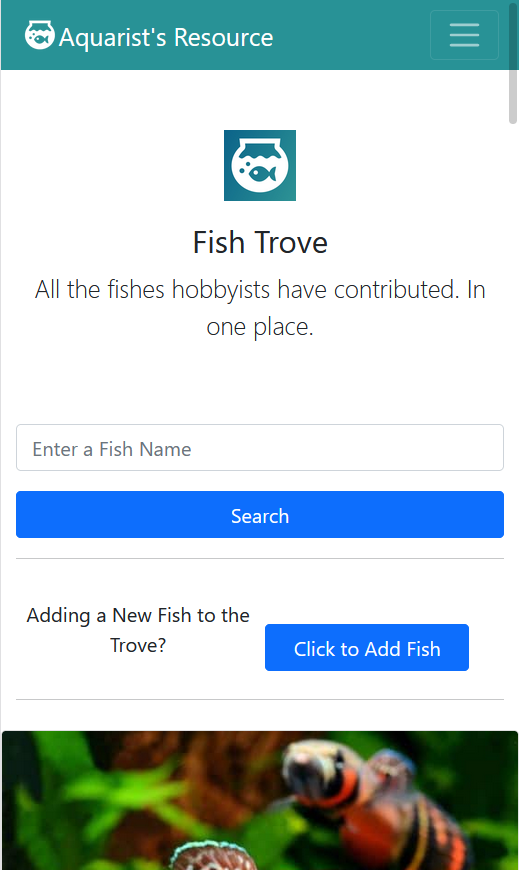 Aquarist's Resource
Fish Trove
All the fishes hobbyists have contributed. In
one place.
Enter a Fish Name
Search
Adding a New Fish to the
Trove?
Click to Add Fish